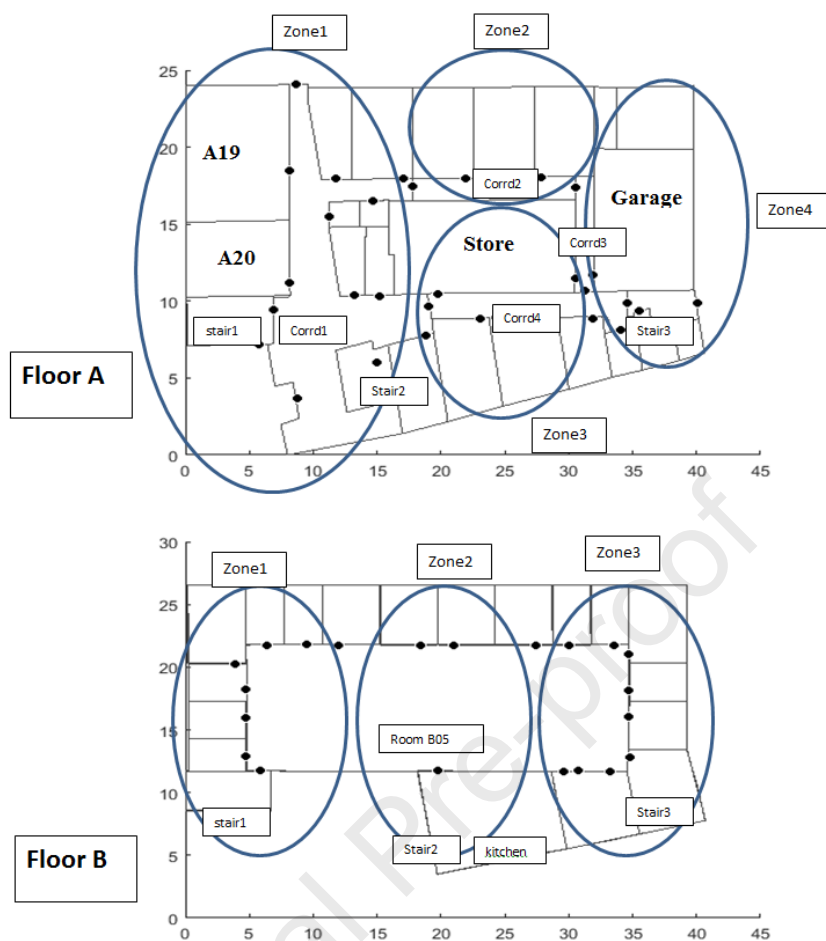 Zone1
Zone2
25
20
15
10
5
0
A19
A20
Corrd2
Garage
Zone4
Store
Corrd3
stair1
Corrd1
Corrd4
Stair3
Floor A
Stair2
Zone3
0
5
10
15
20
25
30
35
40
45
Zone1
Zone2
Zone3
30
25
20
15
10
5
0
Room B05
stair1
Stair3
Floor B
Stair2
kitchen
0
5
10
15
20
25
30
35
40
45
al Pre-proof